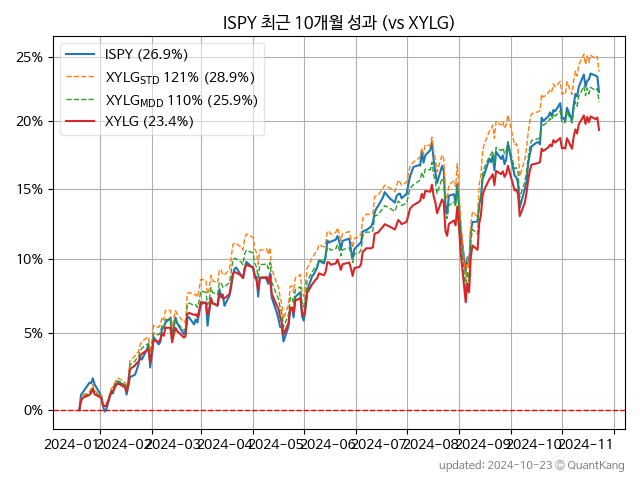 ISPY 최근 10개월 성과 (vs XYLG)
ISPY (26.9%)
XYLG_STD 121% (28.9%)
XYLG_MDD 110% (25.9%)
XYLG (23.4%)
25%
20%
15%
10%
5%
0%
2024-01 2024-02 2024-03 2024-04 2024-05 2024-06 2024-07 2024-08 2024-09 2024-10 2024-11
updated: 2024-10-23 ⓒ QuantKang